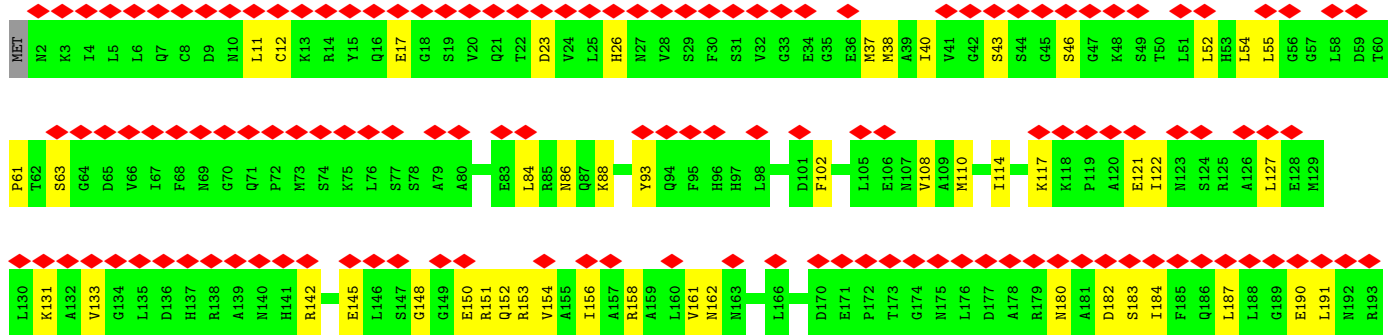 MET N2 K3 I4 L5 L6 Q7 C8 D9 N10 L11 C12 K13 R14 Y15 Q16 E17 G18 S19 V20 Q21 T22 D23 V24 L25 H26 N27 V28 S29 F30 S31 V32 G33 E34 G35 E36 M37 M38 A39 I40 V41 G42 S43 S44 G45 S46 G47 K48 S49 T50 L51 L52 H53 L54 L55 G56 G57 L58 D59 T60
P61 T62 S63 G64 D65 V66 I67 F68 N69 G70 Q71 P72 M73 S74 K75 L76 S77 S78 A79 A80 E83 L84 R85 N86 Q87 K88 Y93 Q94 F95 H96 H97 L98 D101 F102 L105 E106 N107 V108 A109 M110 I114 K117 K118 P119 A120 E121 I122 N123 S124 R125 A126 L127 E128 M129
L130 K131 A132 V133 G134 L135 D136 H137 R138 A139 N140 H141 R142 E145 L146 S147 G148 G149 E150 R151 Q152 R153 V154 A155 I156 A157 R158 A159 L160 V161 N162 N163 L166 D170 E171 P172 T173 G174 N175 L176 D177 A178 R179 N180 A181 D182 S183 I184 F185 Q186 L187 L188 G189 E190 L191 N192 R193